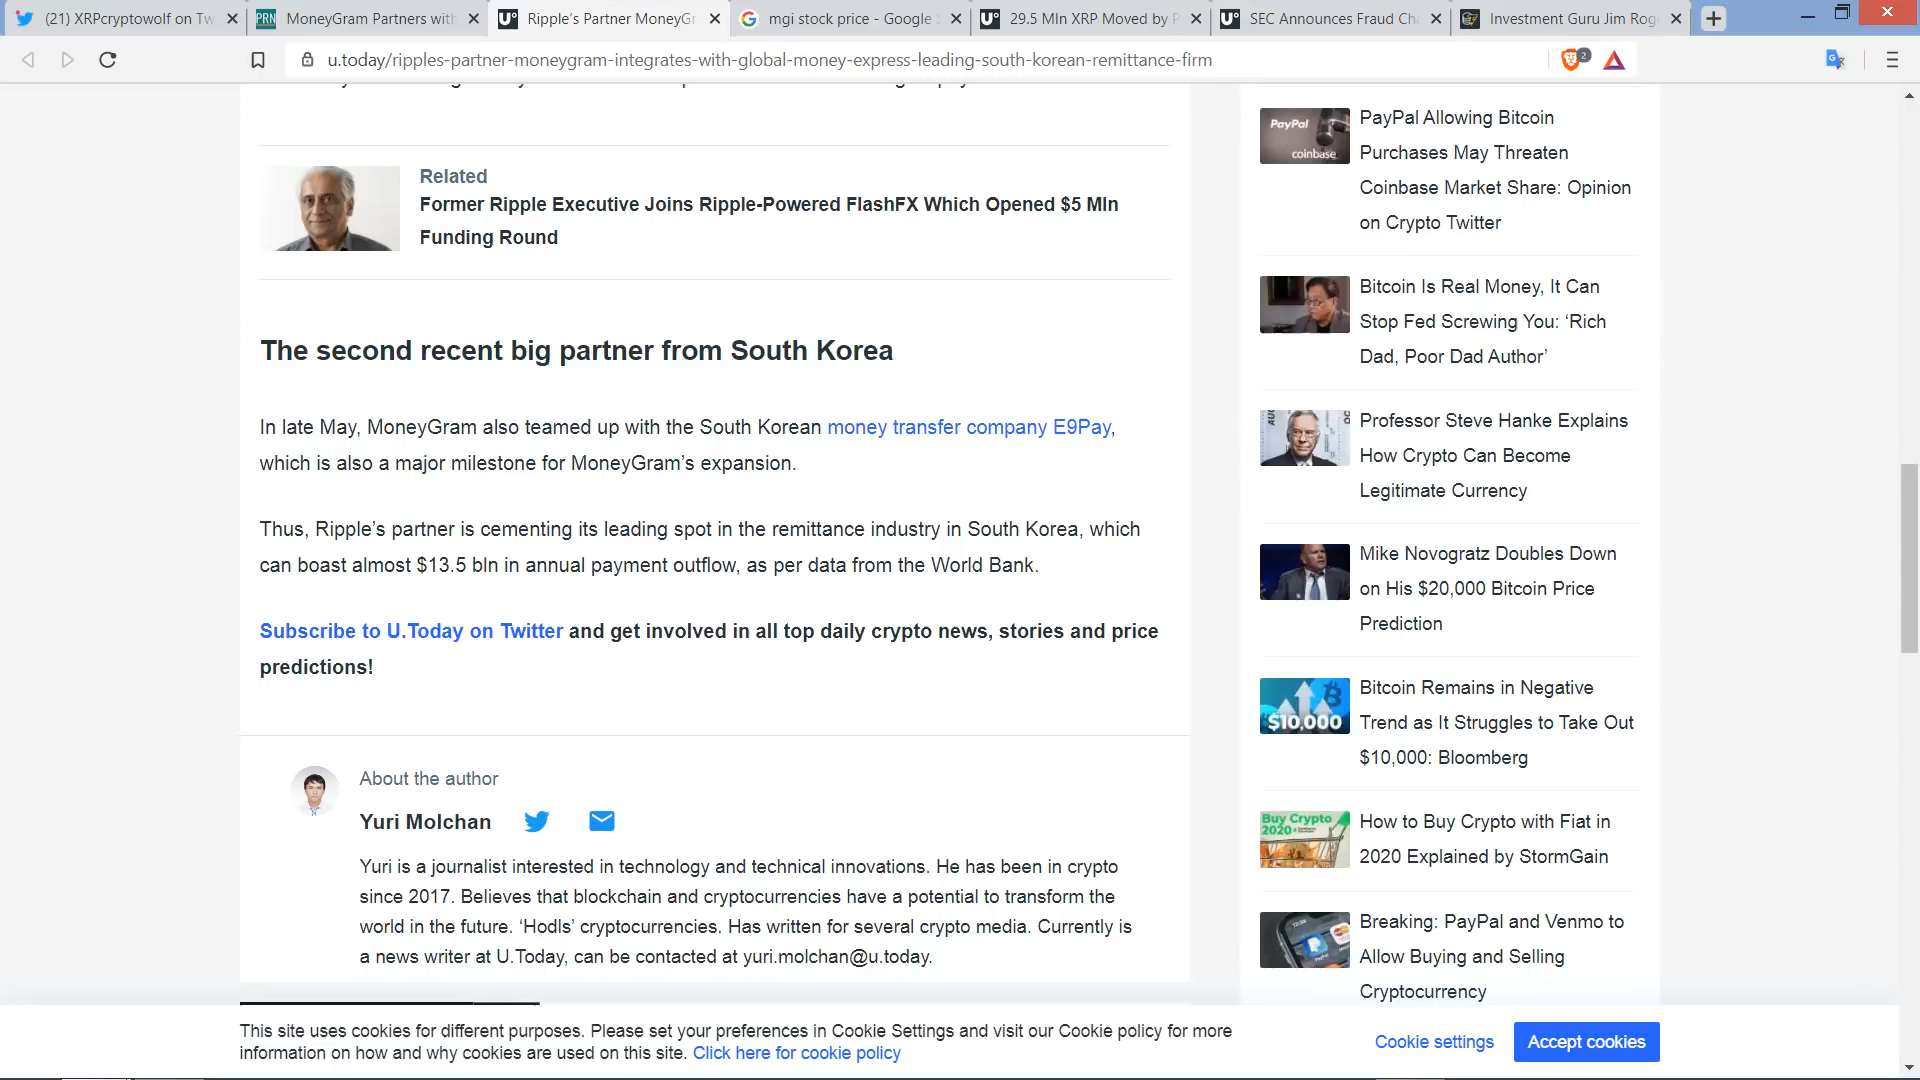 (21) XRPcryptowolf on Tw
MoneyGram Partners with
Ripple’s Partner MoneyGr
mgi stock price - Google S
29.5 Mln XRP Moved by P
SEC Announces Fraud Ch
Investment Guru Jim Rog
u.today/ripples-partner-moneygram-integrates-with-global-money-express-leading-south-korean-remittance-firm
2
Related
Former Ripple Executive Joins Ripple-Powered FlashFX Which Opened $5 Mln
Funding Round
The second recent big partner from South Korea
In late May, MoneyGram also teamed up with the South Korean money transfer company E9Pay,
which is also a major milestone for MoneyGram’s expansion.
Thus, Ripple’s partner is cementing its leading spot in the remittance industry in South Korea, which
can boast almost $13.5 bln in annual payment outflow, as per data from the World Bank.
Subscribe to U.Today on Twitter and get involved in all top daily crypto news, stories and price
predictions!
About the author
Yuri Molchan
Yuri is a journalist interested in technology and technical innovations. He has been in crypto
since 2017. Believes that blockchain and cryptocurrencies have a potential to transform the
world in the future. ‘Hodls’ cryptocurrencies. Has written for several crypto media. Currently is
a news writer at U.Today, can be contacted at yuri.molchan@u.today.
PayPal
coinbase
PayPal Allowing Bitcoin
Purchases May Threaten
Coinbase Market Share: Opinion
on Crypto Twitter
Bitcoin Is Real Money, It Can
Stop Fed Screwing You: ‘Rich
Dad, Poor Dad Author’
Professor Steve Hanke Explains
How Crypto Can Become
Legitimate Currency
Mike Novogratz Doubles Down
on His $20,000 Bitcoin Price
Prediction
$10,000
Bitcoin Remains in Negative
Trend as It Struggles to Take Out
$10,000: Bloomberg
Buy Crypto
2020
How to Buy Crypto with Fiat in
2020 Explained by StormGain
Breaking: PayPal and Venmo to
Allow Buying and Selling
Cryptocurrency
This site uses cookies for different purposes. Please set your preferences in Cookie Settings and visit our Cookie policy for more
information on how and why cookies are used on this site. Click here for cookie policy
Cookie settings
Accept cookies